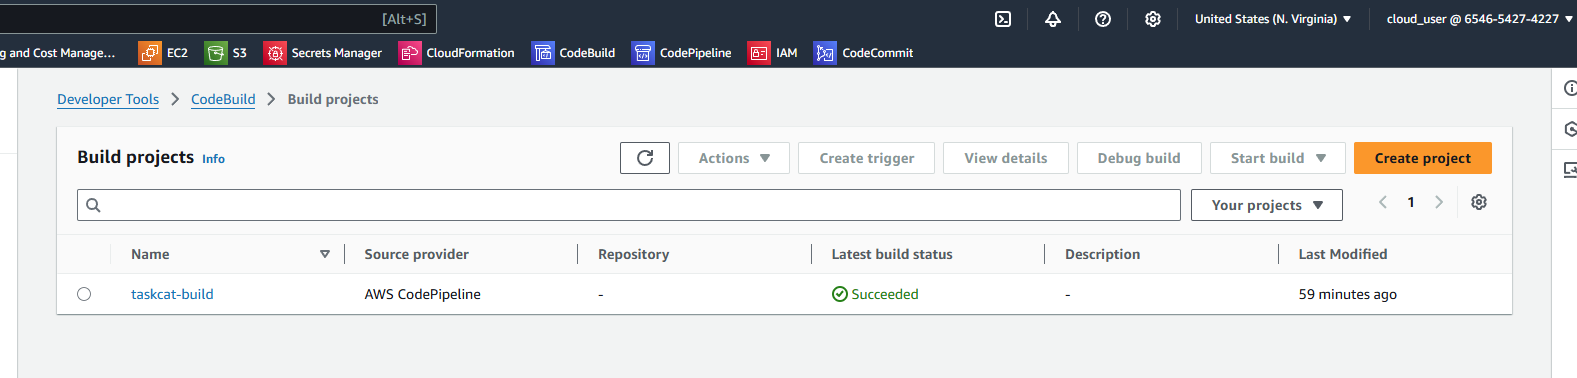 [Alt+S]
United States (N. Virginia) ▼
cloud_user @ 6546-5427-4227 ▼
g and Cost Manage... EC2 S3 Secrets Manager CloudFormation CodeBuild CodePipeline IAM CodeCommit
Developer Tools > CodeBuild > Build projects
Build projects Info
Actions ▼ Create trigger View details Debug build Start build ▼ Create project
Your projects ▼ < 1 >
Name Source provider Repository Latest build status Description Last Modified
taskcat-build AWS CodePipeline - Succeeded - 59 minutes ago